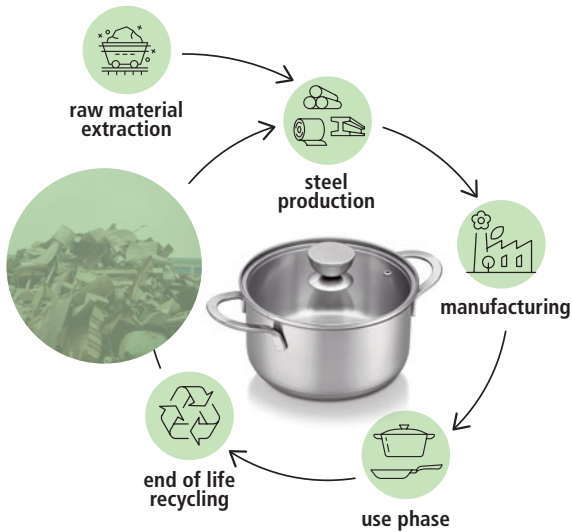 raw material
extraction
steel
production
manufacturing
use phase
end of life
recycling